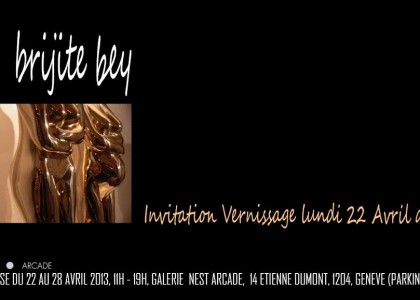 brijite bey
Invitation Vernissage lundi 22 Avril
ARCADE
DU 22 AU 28 AVRIL 2013, 11H - 19H, GALERIE NEST ARCADE, 14 ETIENNE DUMONT, 1204, GENEVE